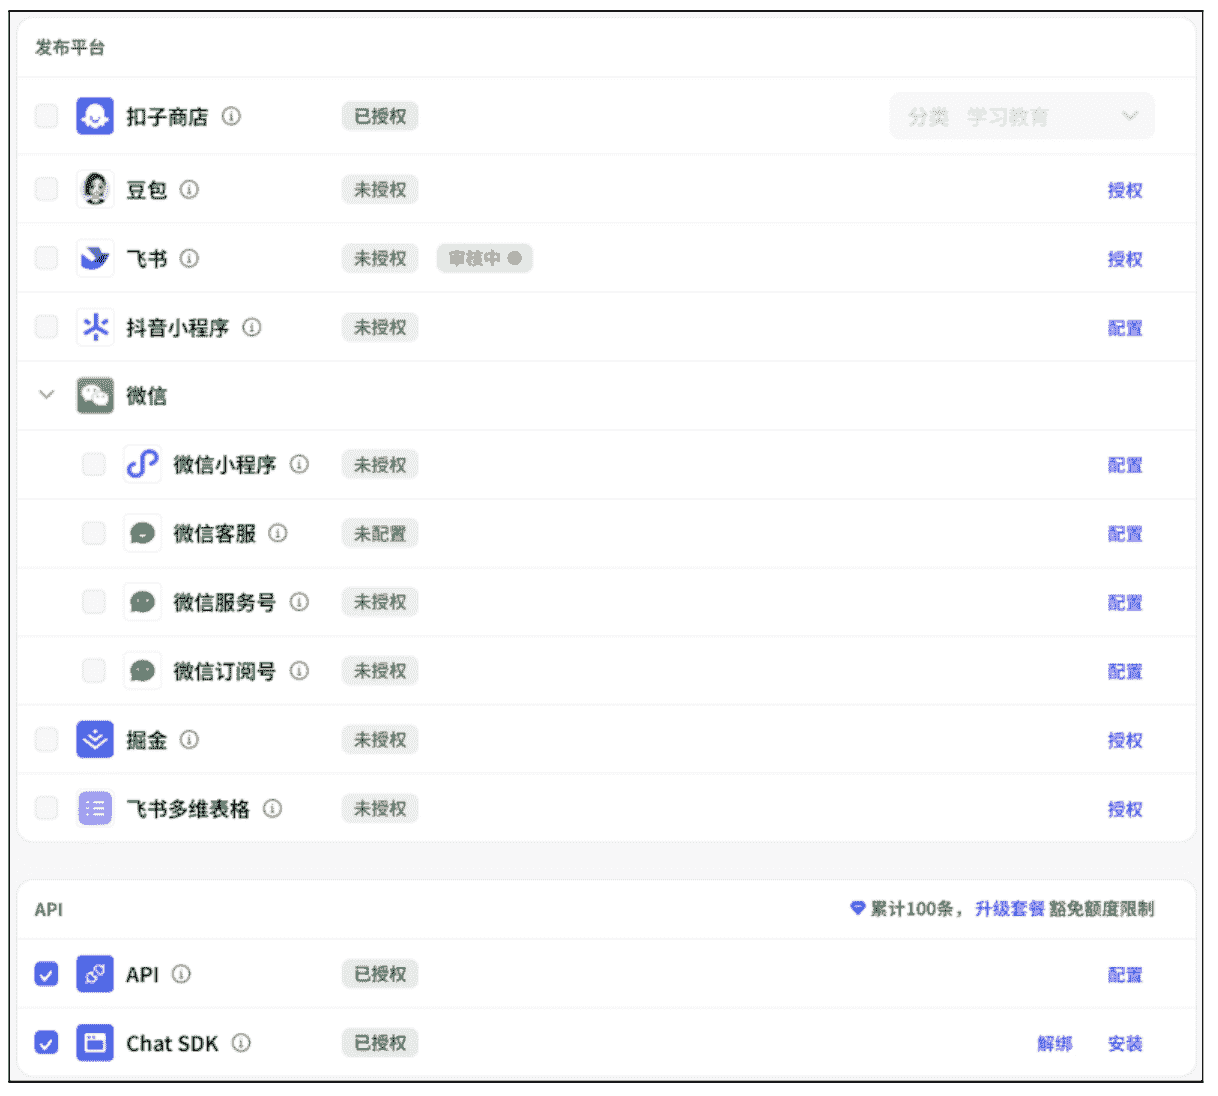 发布平台
扣子商店 已授权 分类 学习教育
豆包 未授权 授权
飞书 未授权 审核中 授权
抖音小程序 未授权 配置
微信
微信小程序 未授权 配置
微信客服 未配置 配置
微信服务号 未授权 配置
微信订阅号 未授权 配置
掘金 未授权 授权
飞书多维表格 未授权 授权
API 累计100条，升级套餐 豁免额度限制
API 已授权 配置
Chat SDK 已授权 解绑 安装